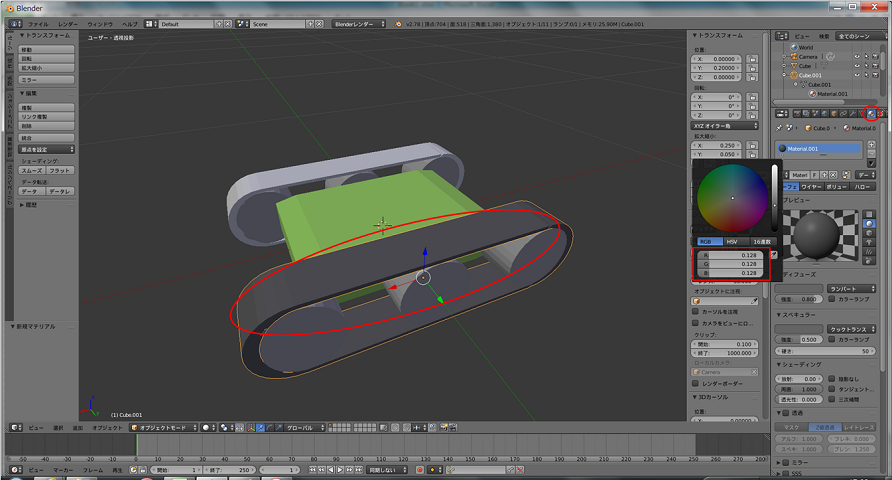 Blender
ファイル レンダー ウィンドウ ヘルプ Default Scene Blenderレンダー v2.78 | 頂点:704 | 面:518 | 三角面:1,380 | オブジェクト:1/11 | ランプ:0/1 | メモリ:25.90M | Cube.001
ユーザー・透視投影
▼トランスフォーム
移動
回転
拡大縮小
ミラー
▼編集
複製
リンク複製
削除
統合
原点を設定
シェーディング:
スムーズ フラット
データ転送:
データ データレ
▶履歴
▼新規マテリアル
(1) Cube.001
▼トランスフォーム
位置:
X: 0.00000
Y: 0.20000
Z: 0.00000
回転:
X: 0°
Y: 0°
Z: 0°
XYZ オイラー角
拡大縮小
X: 0.250
Y: 0.050
RGB HSV 16進数
R 0.128
G 0.128
B 0.128
オブジェクトに注視
カーソルを注視
カメラをビューにロ...
クリップ:
開始: 0.100
終了: 1000.000
ローカルカメラ
Camera
レンダーボーダー
▼3Dカーソル
位置:
X: 0.00000
ビュー 検索 全てのシーン
World
Camera
Cube
Cube.001
Cube.001
Material.001
Cube.0 Material.0
Material.001
Materi F デー
ーフェ ワイヤー ボリュー ハロー
プレビュー
ディフューズ
ランバート
強度: 0.800 カラーランプ
▼スペキュラー
クックトランス
強度: 0.500 カラーランプ
硬さ: 50
▼シェーディング
放射: 0.00 陰影なし
周囲: 1.000 タンジェント...
透光性: 0.000 三次補間
▼透過
マスク Z値透過 レイトレース
アルフ: 1.000 フレネ: 0.000
スペキ: 1.000 ブレン: 1.250
▶ミラー
▶SSS
ビュー 選択 追加 オブジェクト オブジェクトモード グローバル
-50 -40 -30 -20 -10 0 10 20 30 40 50 60 70 80 90 100 110 120 130 140 150 160 170 180 190 200 210 220 230 240 250 260 270 280
ビュー マーカー フレーム 再生 開始: 1 終了: 250 1 同期しない